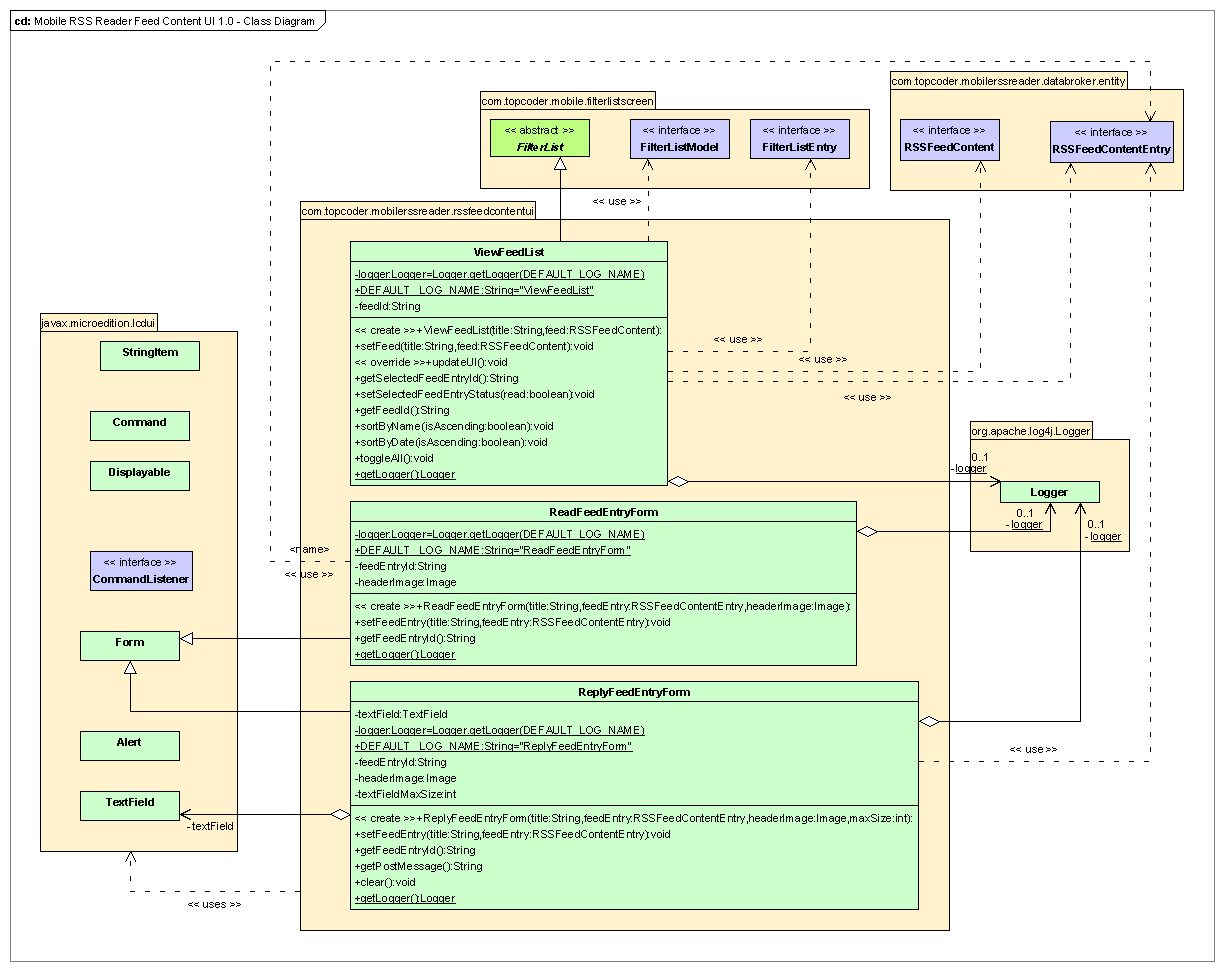 cd: Mobile RSS Reader Feed Content UI 1.0 - Class Diagram
com.topcoder.mobilerssreader.databroker.entity
<< interface >>
RSSFeedContent
<< interface >>
RSSFeedContentEntry
com.topcoder.mobile.filterlistscreen
<< abstract >>
FilterList
<< interface >>
FilterListModel
<< interface >>
FilterListEntry
<< use >>
com.topcoder.mobilerssreader.rssfeedcontentui
ViewFeedList
-logger:Logger=Logger.getLogger(DEFAULT_LOG_NAME)
+DEFAULT_LOG_NAME:String="ViewFeedList"
-feedId:String
<< create >>+ViewFeedList(title:String,feed:RSSFeedContent):
+setFeed(title:String,feed:RSSFeedContent):void
<< override >>+updateUI():void
+getSelectedFeedEntryId():String
+setSelectedFeedEntryStatus(read:boolean):void
+getFeedId():String
+sortByName(isAscending:boolean):void
+sortByDate(isAscending:boolean):void
+toggleAll():void
+getLogger():Logger
<< use >>
<< use >>
<< use >>
javax.microedition.lcdui
StringItem
Command
Displayable
<< interface >>
CommandListener
Form
Alert
TextField
-textField
<< uses >>
org.apache.log4j.Logger
0..1
-logger
Logger
0..1
-logger
0..1
-logger
<name>
<< use >>
ReadFeedEntryForm
-logger:Logger=Logger.getLogger(DEFAULT_LOG_NAME)
+DEFAULT_LOG_NAME:String="ReadFeedEntryForm"
-feedEntryId:String
-headerImage:Image
<< create >>+ReadFeedEntryForm(title:String,feedEntry:RSSFeedContentEntry,headerImage:Image):
+setFeedEntry(title:String,feedEntry:RSSFeedContentEntry):void
+getFeedEntryId():String
+getLogger():Logger
ReplyFeedEntryForm
-textField:TextField
-logger:Logger=Logger.getLogger(DEFAULT_LOG_NAME)
+DEFAULT_LOG_NAME:String="ReplyFeedEntryForm"
-feedEntryId:String
-headerImage:Image
-textFieldMaxSize:int
<< create >>+ReplyFeedEntryForm(title:String,feedEntry:RSSFeedContentEntry,headerImage:Image,maxSize:int):
+setFeedEntry(title:String,feedEntry:RSSFeedContentEntry):void
+getFeedEntryId():String
+getPostMessage():String
+clear():void
+getLogger():Logger
<< use >>